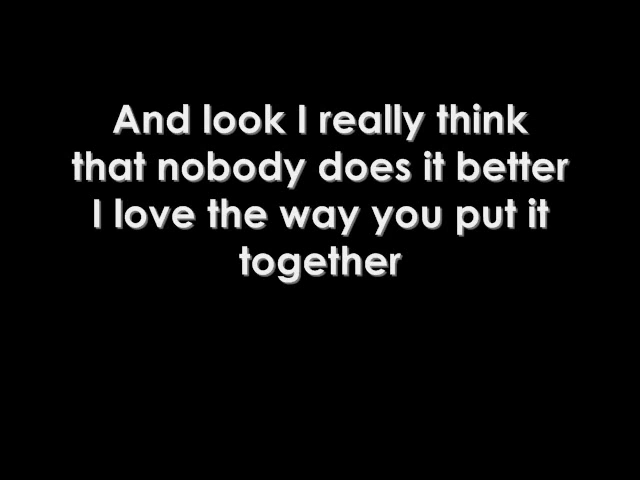 And look I really think
that nobody does it better
I love the way you put it
together